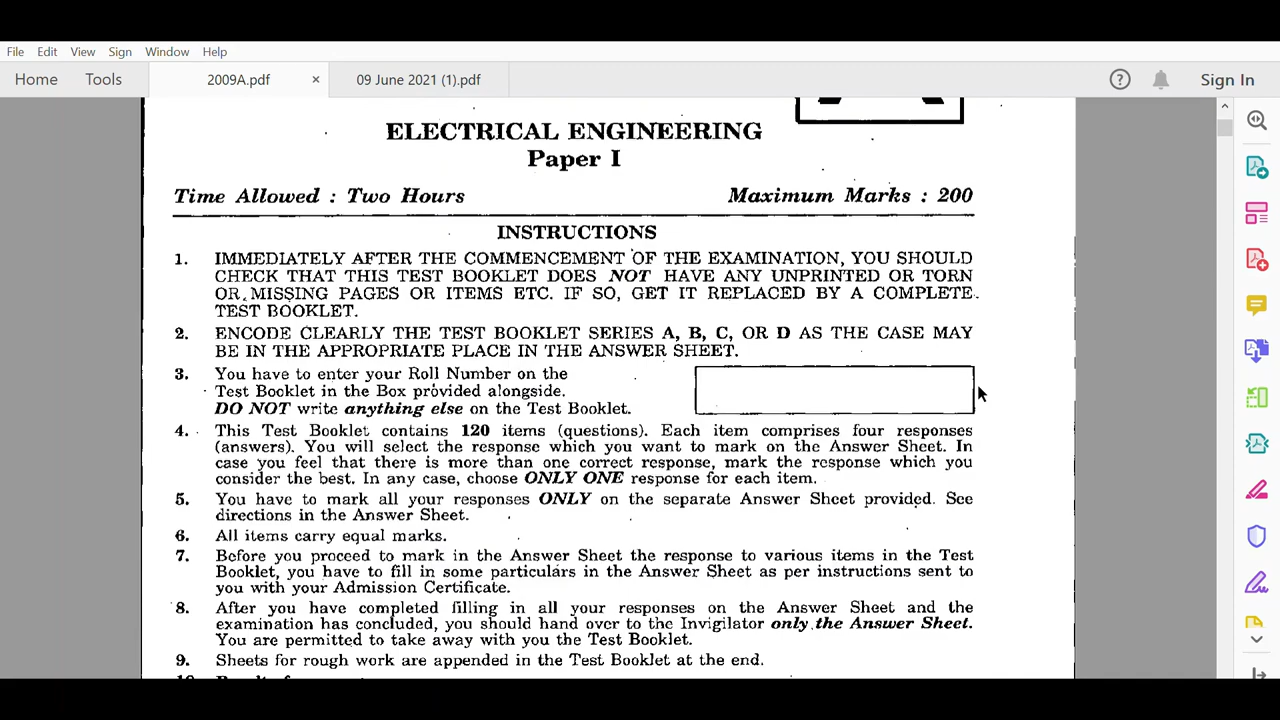 File Edit View Sign Window Help
Home Tools 2009A.pdf × 09 June 2021 (1).pdf ? Sign In
ELECTRICAL ENGINEERING
Paper I
Time Allowed : Two Hours Maximum Marks : 200
INSTRUCTIONS
1. IMMEDIATELY AFTER THE COMMENCEMENT OF THE EXAMINATION, YOU SHOULD
CHECK THAT THIS TEST BOOKLET DOES NOT HAVE ANY UNPRINTED OR TORN
OR MISSING PAGES OR ITEMS ETC. IF SO, GET IT REPLACED BY A COMPLETE
TEST BOOKLET.
2. ENCODE CLEARLY THE TEST BOOKLET SERIES A, B, C, OR D AS THE CASE MAY
BE IN THE APPROPRIATE PLACE IN THE ANSWER SHEET.
3. You have to enter your Roll Number on the
Test Booklet in the Box provided alongside.
DO NOT write anything else on the Test Booklet.
4. This Test Booklet contains 120 items (questions). Each item comprises four responses
(answers). You will select the response which you want to mark on the Answer Sheet. In
case you feel that there is more than one correct response, mark the response which you
consider the best. In any case, choose ONLY ONE response for each item.
5. You have to mark all your responses ONLY on the separate Answer Sheet provided. See
directions in the Answer Sheet.
6. All items carry equal marks.
7. Before you proceed to mark in the Answer Sheet the response to various items in the Test
Booklet, you have to fill in some particulars in the Answer Sheet as per instructions sent to
you with your Admission Certificate.
8. After you have completed filling in all your responses on the Answer Sheet and the
examination has concluded, you should hand over to the Invigilator only the Answer Sheet.
You are permitted to take away with you the Test Booklet.
9. Sheets for rough work are appended in the Test Booklet at the end.